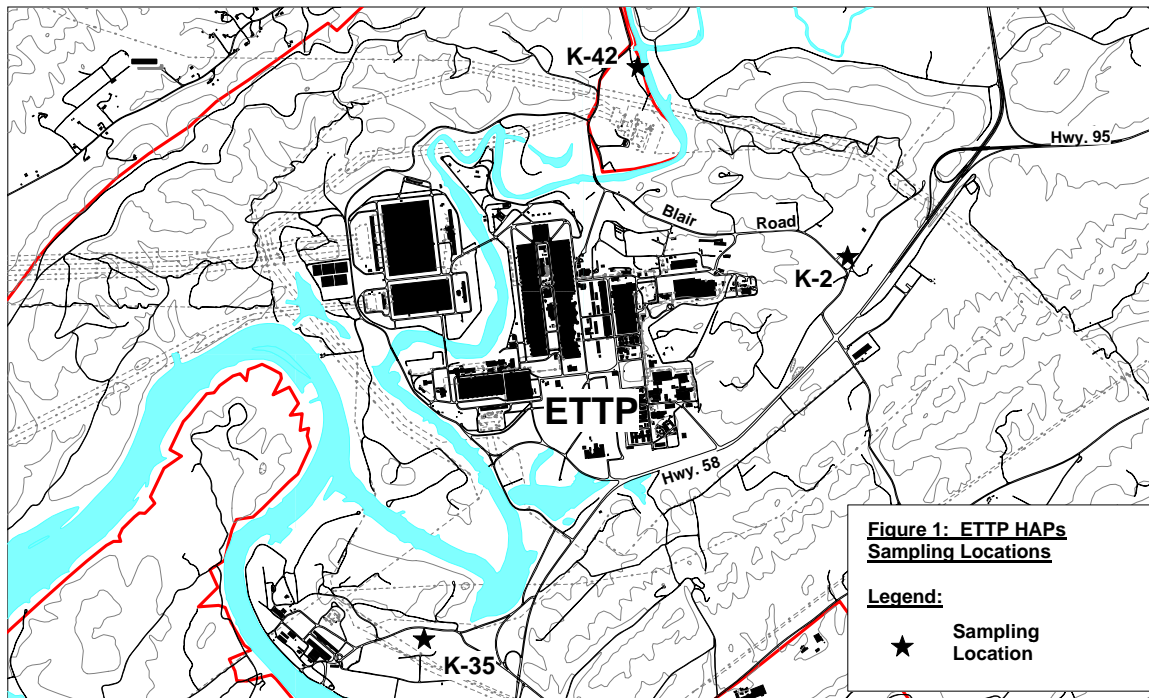 K-42
Hwy. 95
Blair Road
K-2
ETTP
Hwy. 58
K-35
Figure 1: ETTP HAPs
Sampling Locations
Legend:
Sampling
Location